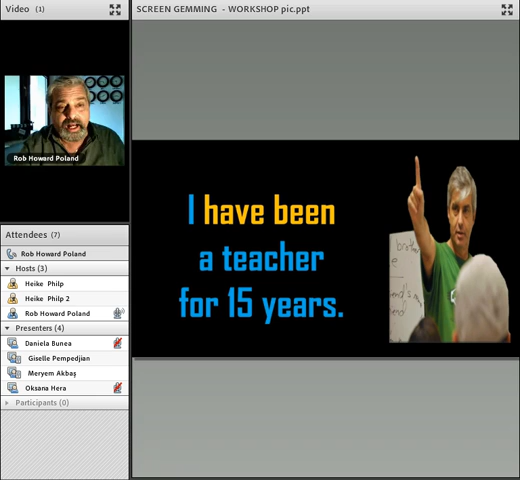 Video (1)
SCREEN GEMMING - WORKSHOP pic.ppt
Rob Howard Poland
Attendees (7)
Rob Howard Poland
Hosts (3)
Heike Philp
Heike Philp 2
Rob Howard Poland
Presenters (4)
Daniela Bunea
Giselle Pempedjian
Meryem Akbaş
Oksana Hera
Participants (0)
I have been
a teacher
for 15 years.